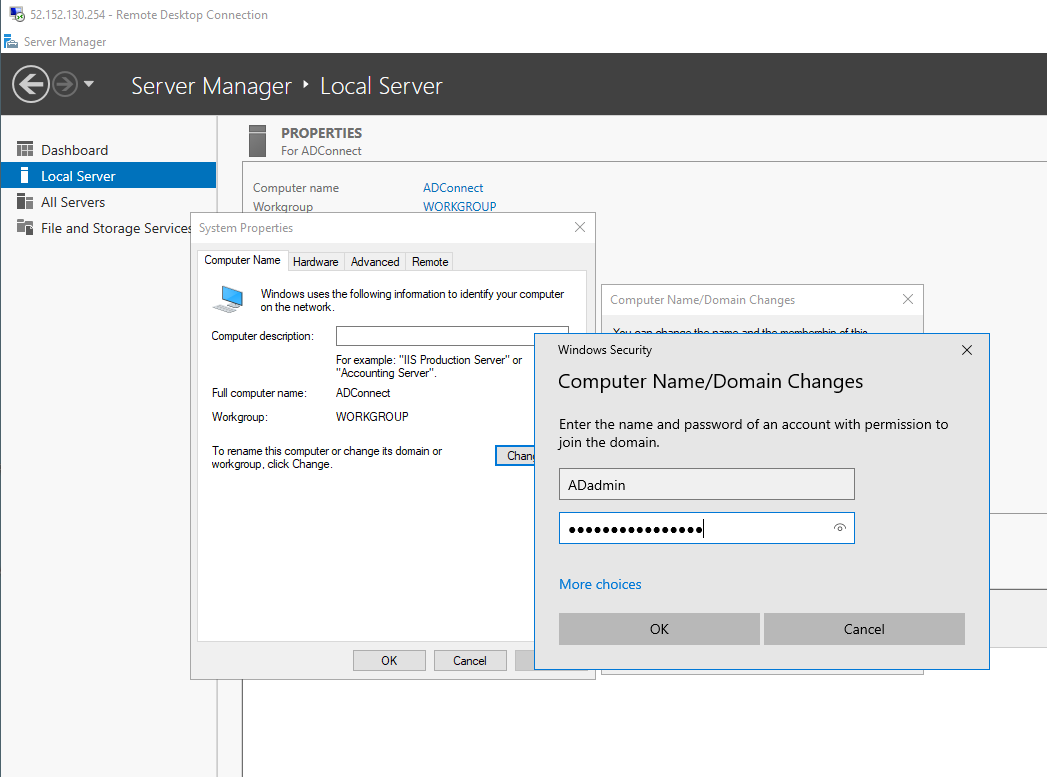 52.152.130.254 - Remote Desktop Connection
Server Manager
Server Manager
Local Server
Dashboard
Local Server
All Servers
File and Storage Services
PROPERTIES
For ADConnect
Computer name
ADConnect
Workgroup
WORKGROUP
System Properties
Computer Name
Hardware
Advanced
Remote
Windows uses the following information to identify your computer
on the network.
Computer description:
For example: "IIS Production Server" or
"Accounting Server".
Full computer name:
ADConnect
Workgroup:
WORKGROUP
To rename this computer or change its domain or
workgroup, click Change.
Chang
OK
Cancel
Computer Name/Domain Changes
You can change the name and the membership of this
Windows Security
Computer Name/Domain Changes
Enter the name and password of an account with permission to
join the domain.
ADadmin
••••••••••••••••
More choices
OK
Cancel